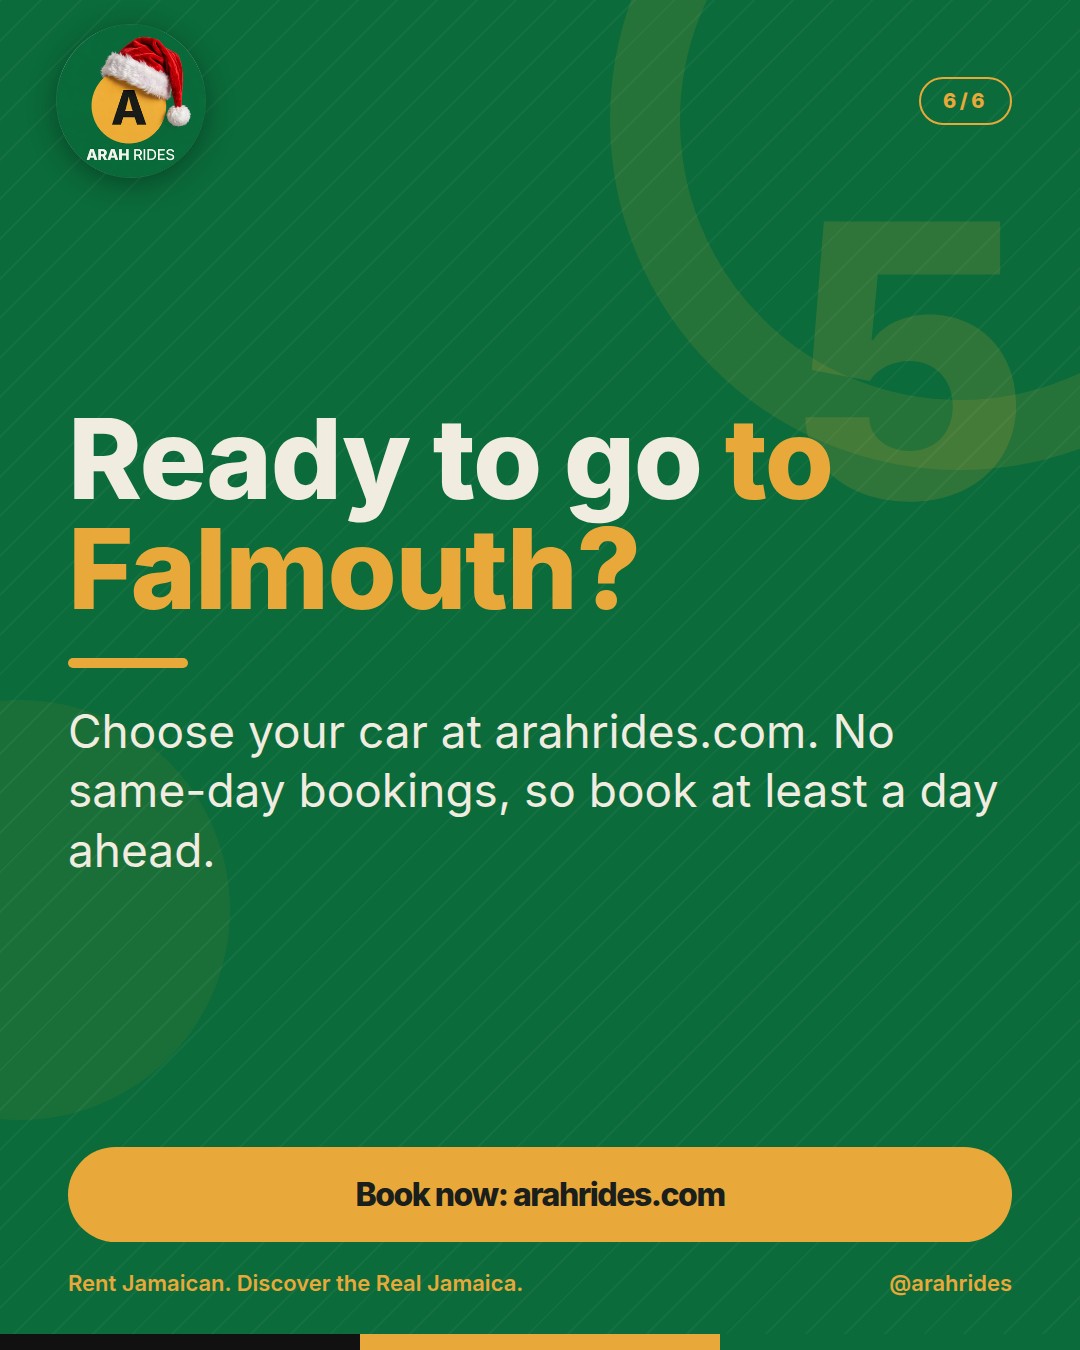 A
ARAH RIDES
6/6
5
Ready to go to
Falmouth?
Choose your car at arahrides.com. No
same-day bookings, so book at least a day
ahead.
Book now: arahrides.com
Rent Jamaican. Discover the Real Jamaica.
@arahrides